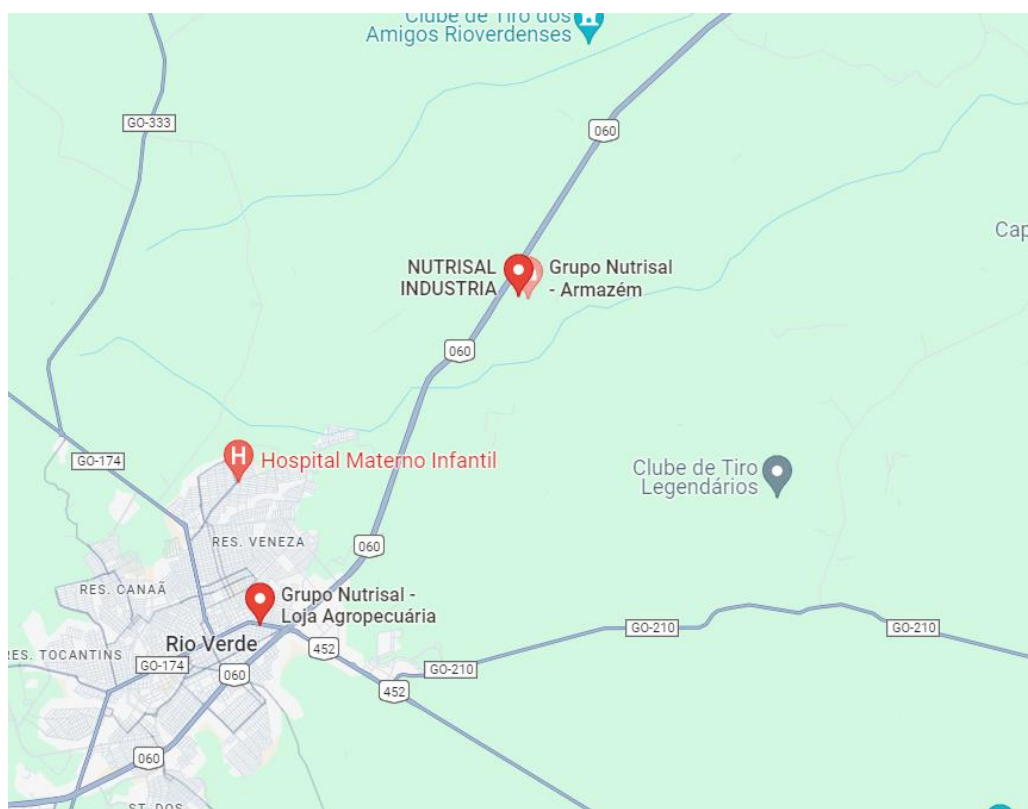 Clube de Tiro dos
Amigos Rioverdenses
GO-333
060
Cap
NUTRISAL
INDUSTRIA
Grupo Nutrisal
- Armazém
060
GO-174
Hospital Materno Infantil
Clube de Tiro
Legendários
RES. VENEZA
060
RES. CANAÃ
Grupo Nutrisal -
Loja Agropecuária
GO-210
GO-210
Rio Verde
452
RES. TOCANTINS
GO-174
060
GO-210
452
060
ST. DOS